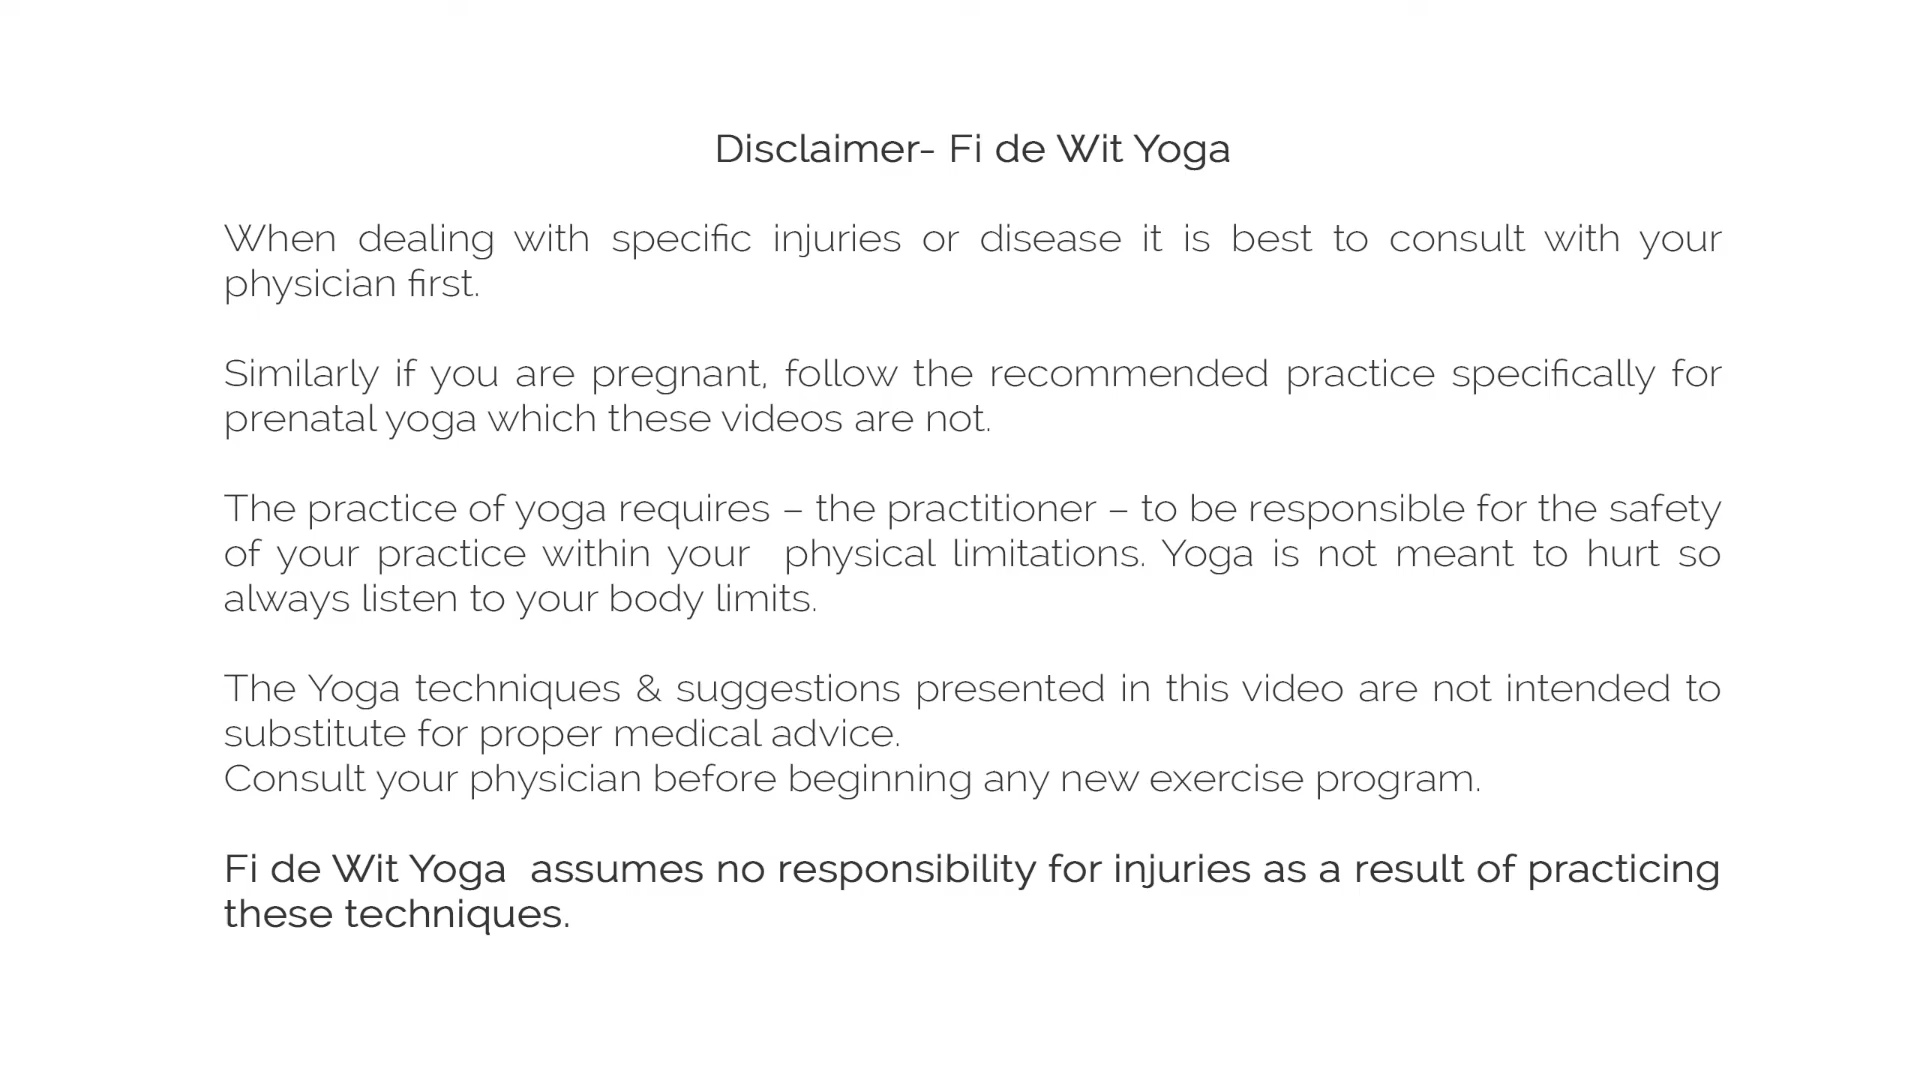 Disclaimer- Fi de Wit Yoga
When dealing with specific injuries or disease it is best to consult with your
physician first.
Similarly if you are pregnant, follow the recommended practice specifically for
prenatal yoga which these videos are not.
The practice of yoga requires – the practitioner – to be responsible for the safety
of your practice within your  physical limitations. Yoga is not meant to hurt so
always listen to your body limits.
The Yoga techniques & suggestions presented in this video are not intended to
substitute for proper medical advice.
Consult your physician before beginning any new exercise program.
Fi de Wit Yoga  assumes no responsibility for injuries as a result of practicing
these techniques.